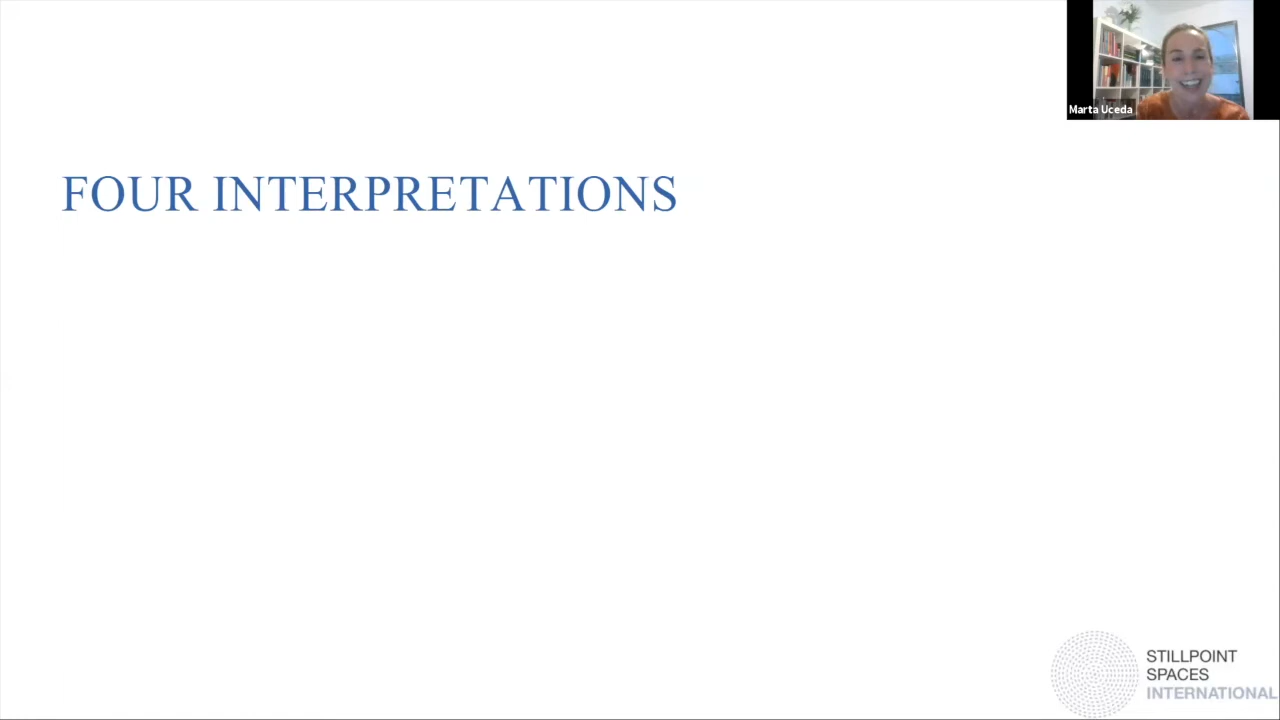 Marta Uceda
FOUR INTERPRETATIONS
STILLPOINT
SPACES
INTERNATIONAL